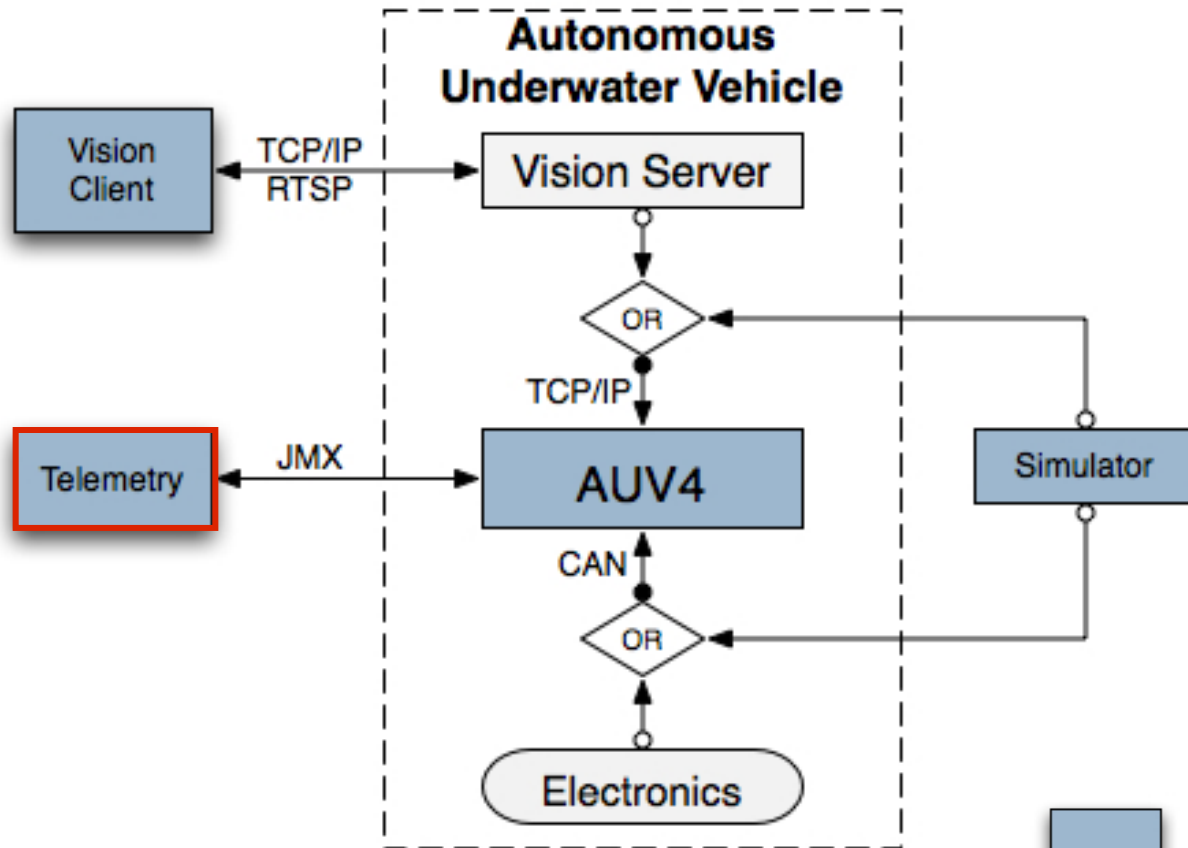 Autonomous
Underwater Vehicle
Vision
Client
TCP/IP
RTSP
Vision Server
OR
TCP/IP
Telemetry
JMX
AUV4
Simulator
CAN
OR
Electronics